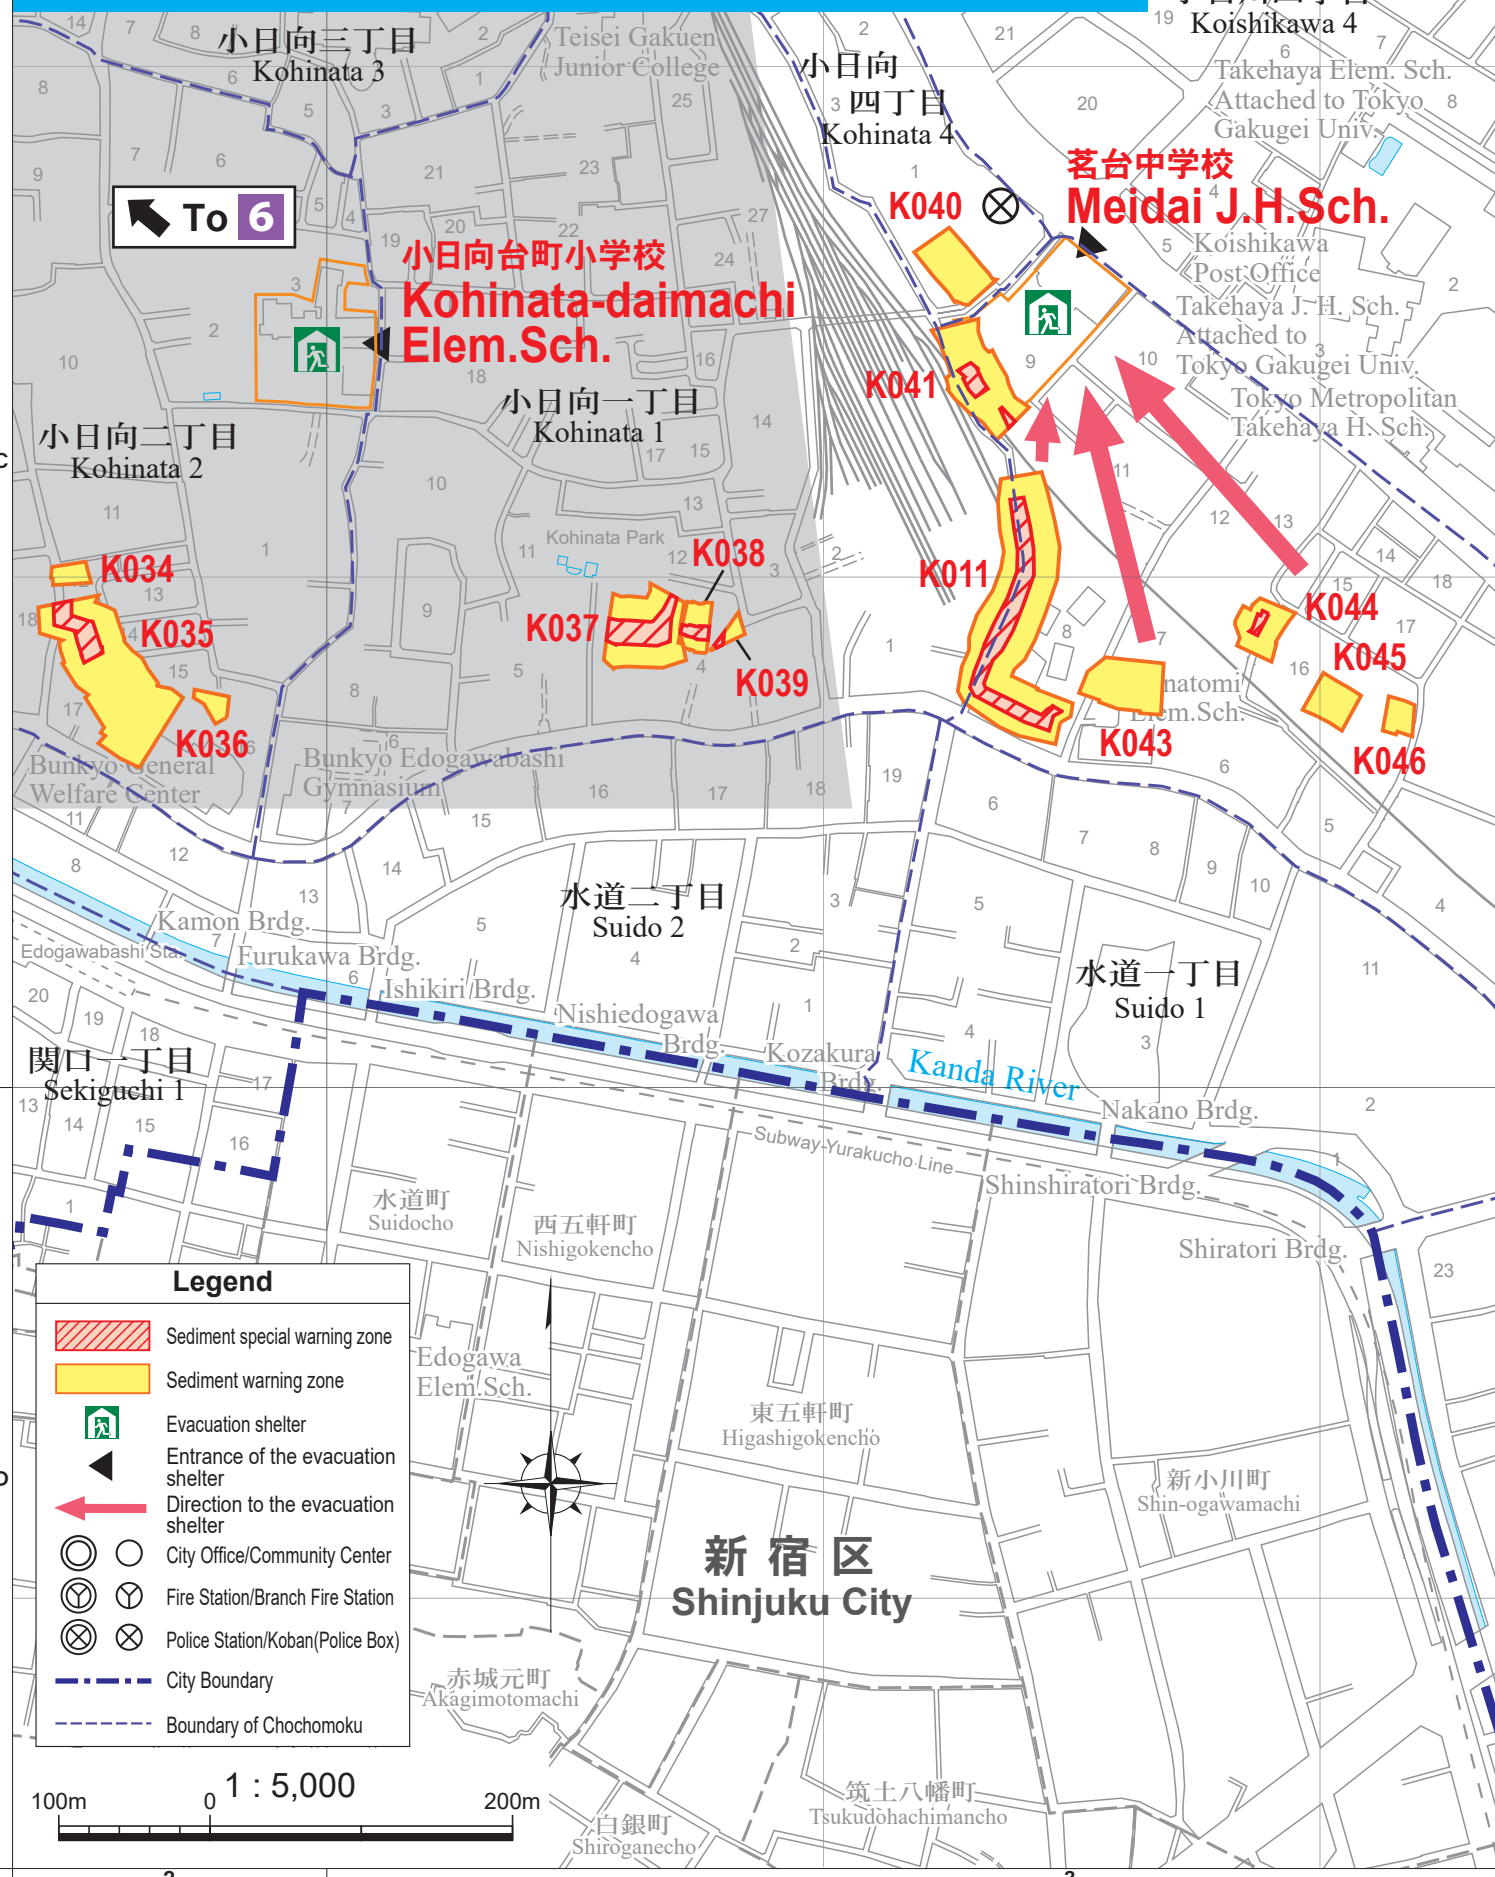 小日向三丁目
Kohinata 3
Teisei Gakuen
Junior College
小日向
四丁目
Kohinata 4
Koishikawa 4
Takehaya Elem. Sch.
Attached to Tokyo
Gakugei Univ.
茗台中学校
Meidai J.H.Sch.
K040
To 6
小日向台町小学校
Kohinata-daimachi
Elem.Sch.
Koishikawa
Post Office
Takehaya J. H. Sch.
Attached to
Tokyo Gakugei Univ.
Tokyo Metropolitan
Takehaya H. Sch.
K041
小日向一丁目
Kohinata 1
小日向二丁目
Kohinata 2
C
Kohinata Park
K034
K035
K036
K037
K038
K039
K011
K043
K044
K045
K046
natomi
Elem.Sch.
Bunkyo General
Welfare Center
Bunkyo Edogawabashi
Gymnasium
水道二丁目
Suido 2
水道一丁目
Suido 1
Kamon Brdg.
Edogawabashi Sta.
Furukawa Brdg.
Ishikiri Brdg.
Nishiedogawa
Brdg.
Kozakura
Brdg.
Kanda River
Nakano Brdg.
関口一丁目
Sekiguchi 1
Subway-Yurakucho Line
Shinshiratori Brdg.
Shiratori Brdg.
水道町
Suidocho
西五軒町
Nishigokencho
Legend
Sediment special warning zone
Sediment warning zone
Evacuation shelter
Entrance of the evacuation
shelter
Direction to the evacuation
shelter
City Office/Community Center
Fire Station/Branch Fire Station
Police Station/Koban(Police Box)
City Boundary
Boundary of Chochomoku
Edogawa
Elem.Sch.
東五軒町
Higashigokencho
新小川町
Shin-ogawamachi
D
新宿区
Shinjuku City
赤城元町
Akagimotomachi
筑土八幡町
Tsukudohachimancho
白銀町
Shiroganecho
1 : 5,000
100m 0 200m